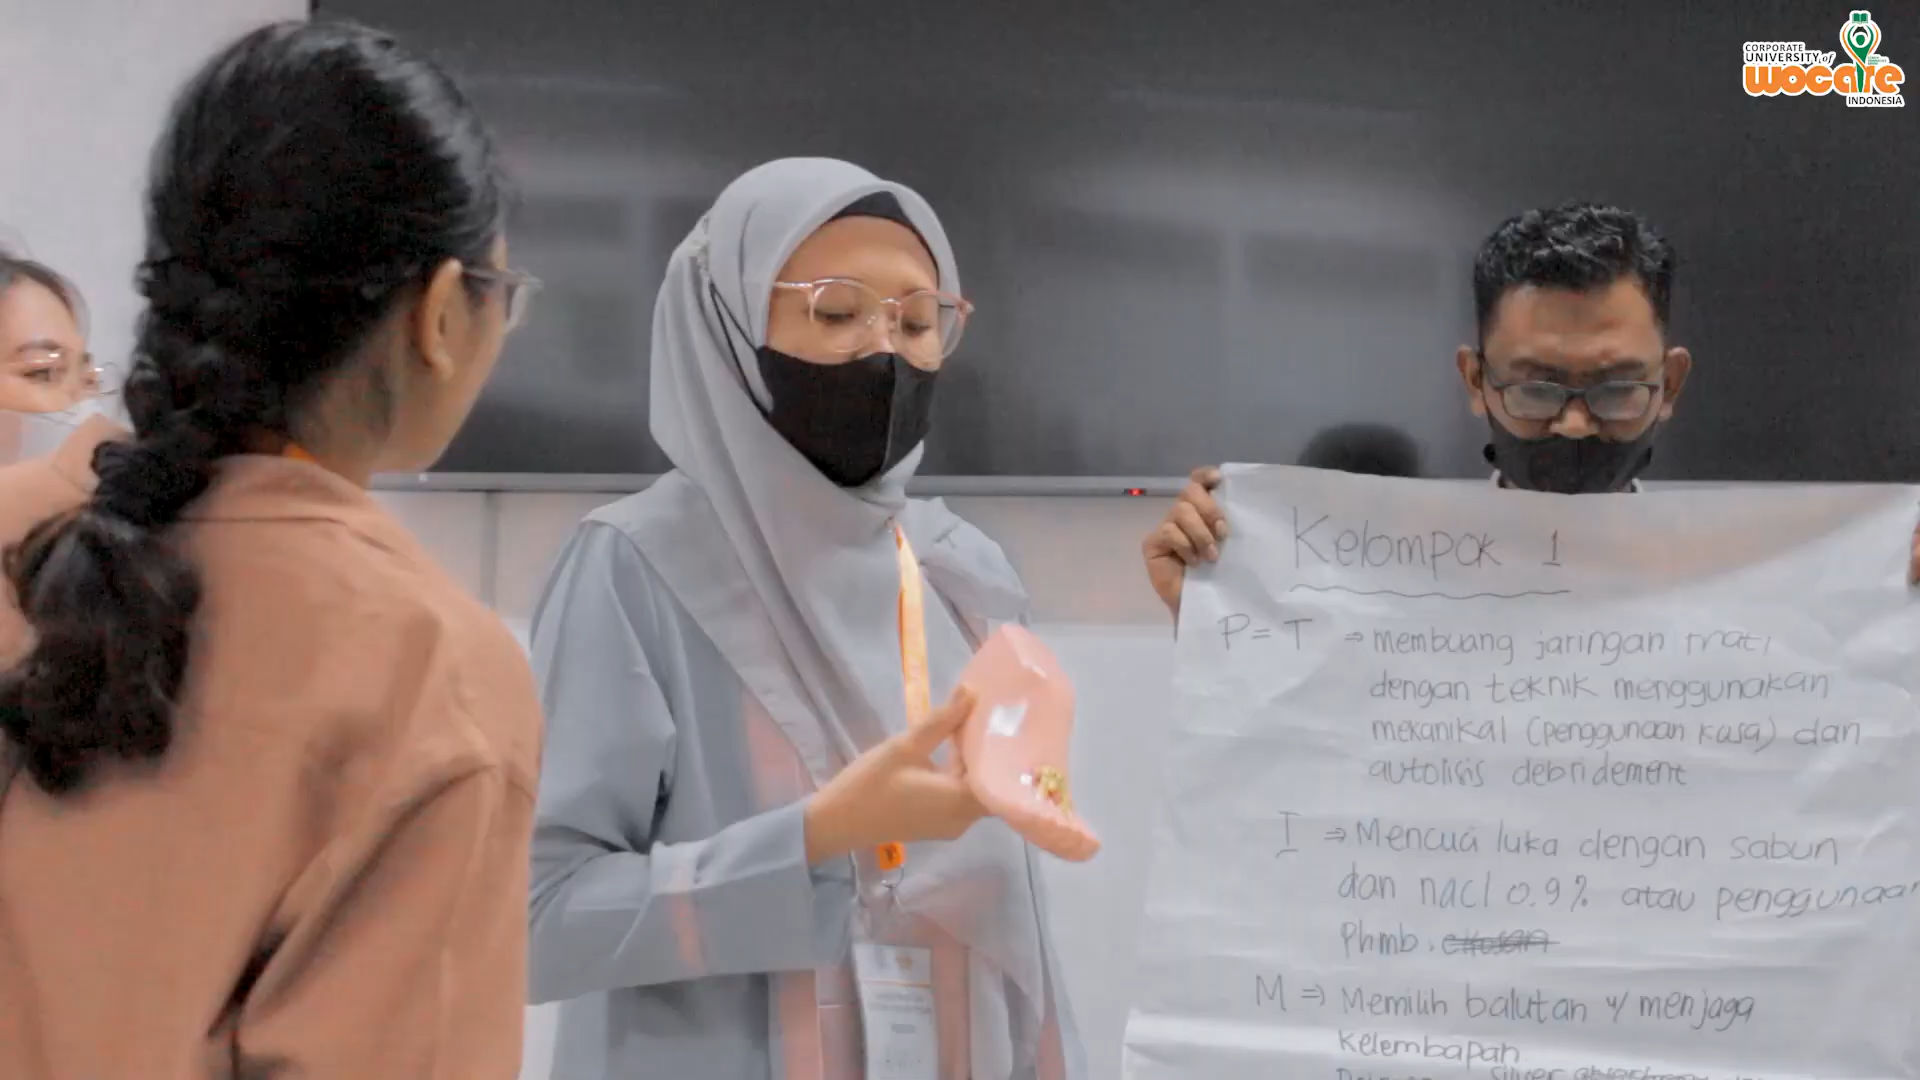 CORPORATE
UNIVERSITY of
wocare
INDONESIA
Kelompok 1
P = T ⇒ membuang jaringan mati
dengan teknik menggunakan
mekanikal (penggunaan kasa) dan
autolisis debridement
I ⇒ Mencuci luka dengan sabun
dan nacl 0.9% atau penggunaan
Phmb.
M ⇒ Memilih balutan u/ menjaga
kelembapan
silver